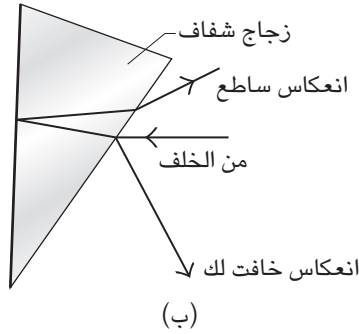 زجاج شفاف
انعكاس ساطع
من الخلف
انعكاس خافت لك
(ب)